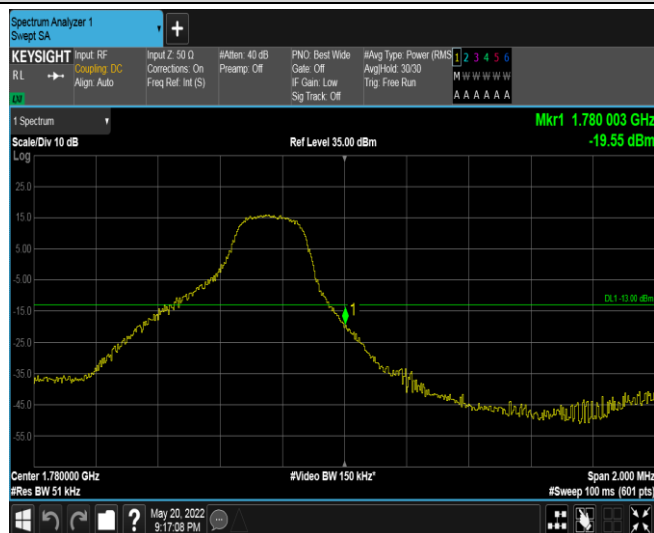 Spectrum Analyzer 1
Swept SA
+
KEYSIGHT
RL
LXI
Input: RF
Coupling: DC
Align: Auto
Input Z: 50 Ω
Corrections: On
Freq Ref: Int (S)
#Atten: 40 dB
Preamp: Off
PNO: Best Wide
Gate: Off
IF Gain: Low
Sig Track: Off
#Avg Type: Power (RMS
Avg|Hold: 30/30
Trig: Free Run
1 2 3 4 5 6
M W W W W W
A A A A A A
1 Spectrum
Scale/Div 10 dB
Log
Ref Level 35.00 dBm
Mkr1 1.780 003 GHz
-19.55 dBm
25.0
15.0
5.00
-5.00
DL1 -13.00 dBm
1
-15.0
-25.0
-35.0
-45.0
-55.0
Center 1.780000 GHz
#Video BW 150 kHz*
Span 2.000 MHz
#Res BW 51 kHz
#Sweep 100 ms (601 pts)
?
May 20, 2022
9:17:08 PM